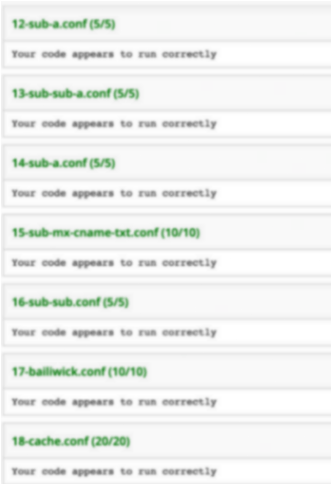 12-sub-a.conf (5/5)
Your code appears to run correctly
13-sub-sub-a.conf (5/5)
Your code appears to run correctly
14-sub-a.conf (5/5)
Your code appears to run correctly
15-sub-mx-cname-txt.conf (10/10)
Your code appears to run correctly
16-sub-sub.conf (5/5)
Your code appears to run correctly
17-bailiwick.conf (10/10)
Your code appears to run correctly
18-cache.conf (20/20)
Your code appears to run correctly